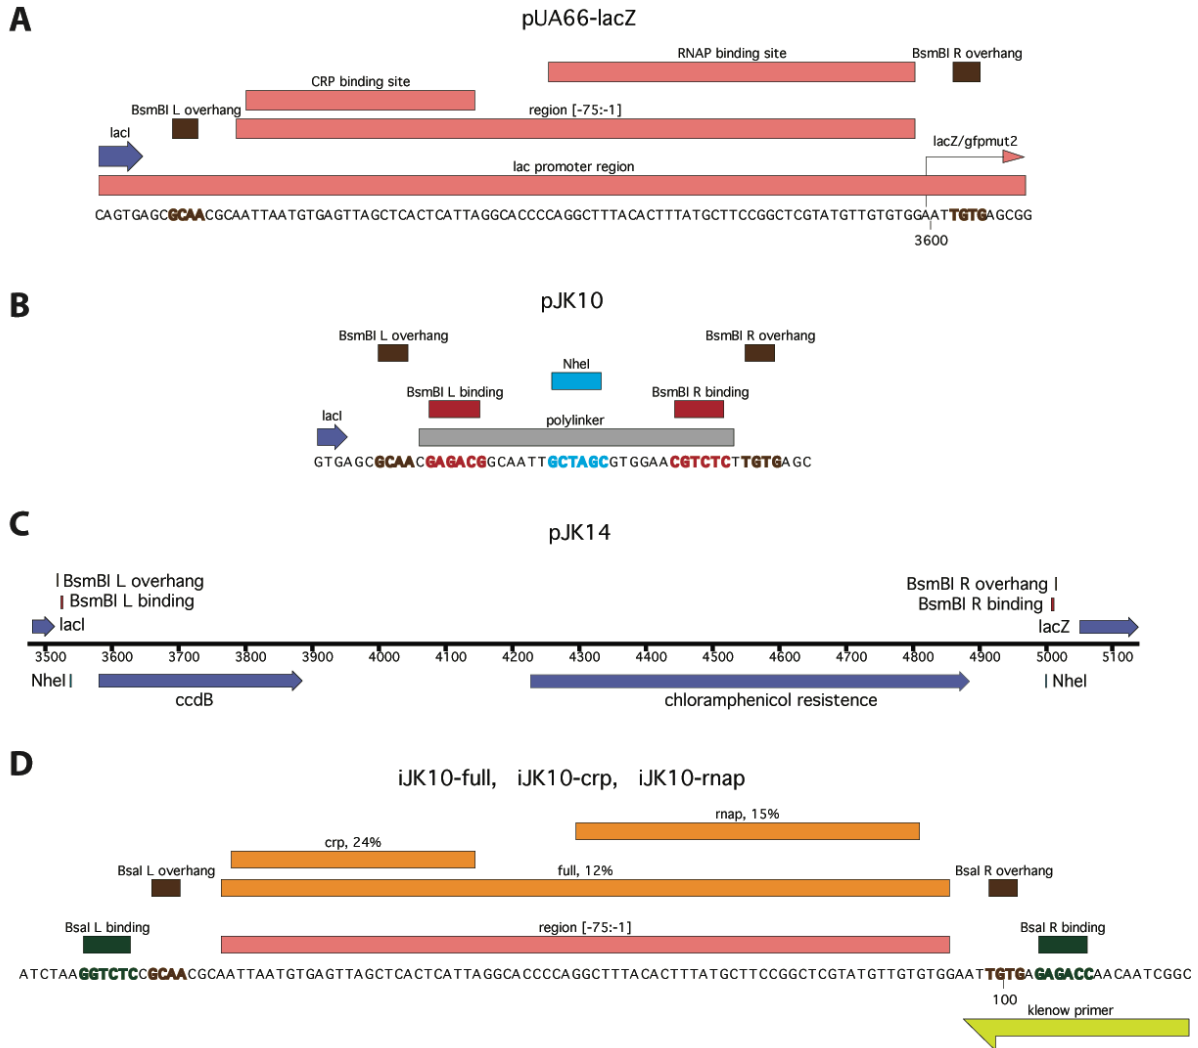 A
pUA66-lacZ
RNAP binding site
BsmBI R overhang
CRP binding site
BsmBI L overhang
region [-75:-1]
lacI
lacZ/gfpmut2
lac promoter region
CAGTGAGCGCAACGCAATTAATGTGAGTTAGCTCACTCATTAGGCACCCCAGGCTTTACACTTTATGCTTCCGGCTCGTATGTTGTGTGGAATTGTGAGCGG
3600
B
pJK10
BsmBI L overhang
BsmBI R overhang
NheI
BsmBI L binding
BsmBI R binding
lacI
polylinker
GTGAGCGCAACGAGACGGCAATTGCTAGCGTGGAACGTCTCTTGTGAGC
C
pJK14
BsmBI L overhang
BsmBI R overhang
BsmBI L binding
BsmBI R binding
lacI
lacZ
3500 3600 3700 3800 3900 4000 4100 4200 4300 4400 4500 4600 4700 4800 4900 5000 5100
NheI
NheI
ccdB
chloramphenicol resistence
D
iJK10-full, iJK10-crp, iJK10-rnap
rnap, 15%
crp, 24%
BsaI L overhang
full, 12%
BsaI R overhang
BsaI L binding
region [-75:-1]
BsaI R binding
ATCTAAGGTCTCCGCAACGCAATTAATGTGAGTTAGCTCACTCATTAGGCACCCCAGGCTTTACACTTTATGCTTCCGGCTCGTATGTTGTGTGGAATTGTGAGAGACCAACAATCGGC
100
klenow primer